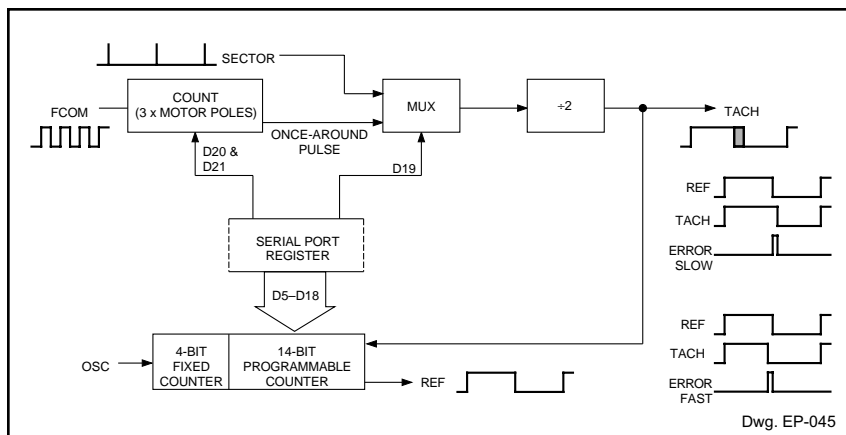 SECTOR
FCOM
COUNT
(3 x MOTOR POLES)
MUX
÷2
TACH
ONCE-AROUND
PULSE
D20 &
D21
D19
REF
TACH
ERROR
SLOW
SERIAL PORT
REGISTER
D5–D18
REF
TACH
ERROR
FAST
OSC
4-BIT
FIXED
COUNTER
14-BIT
PROGRAMMABLE
COUNTER
REF
Dwg. EP-045